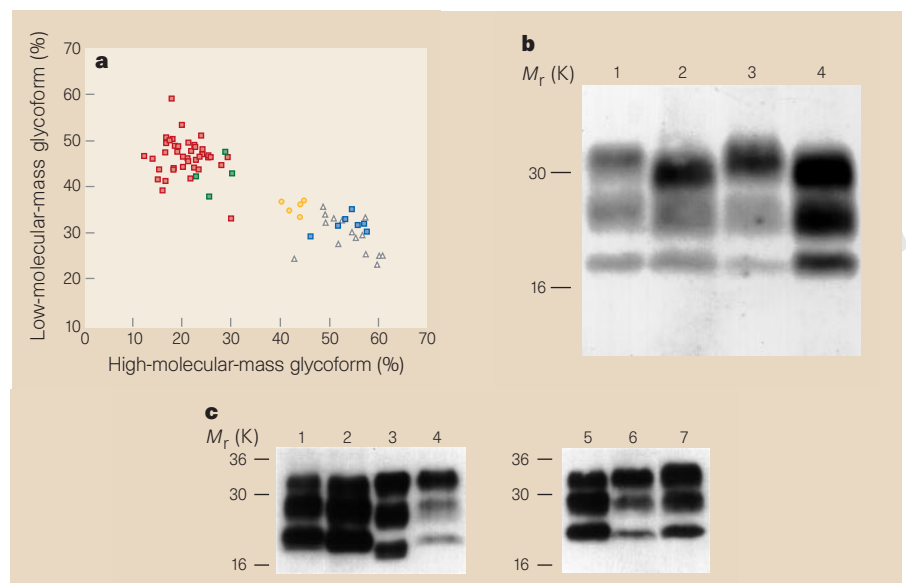 a
Low-molecular-mass glycoform (%)
70
60
50
40
30
20
10
0 10 20 30 40 50 60 70
High-molecular-mass glycoform (%)
b
Mr (K) 1 2 3 4
30
16
c
Mr (K) 1 2 3 4
36
30
16
5 6 7
36
30
16